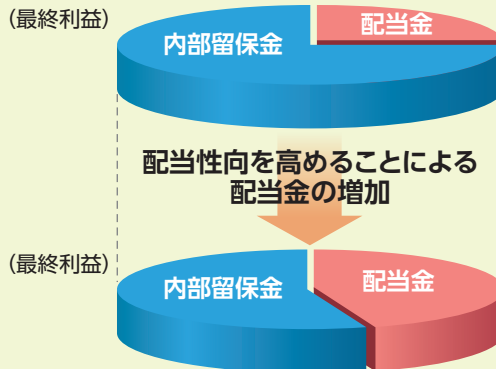 (最終利益)
配当金
内部留保金
配当性向を高めることによる
配当金の増加
(最終利益)
内部留保金
配当金